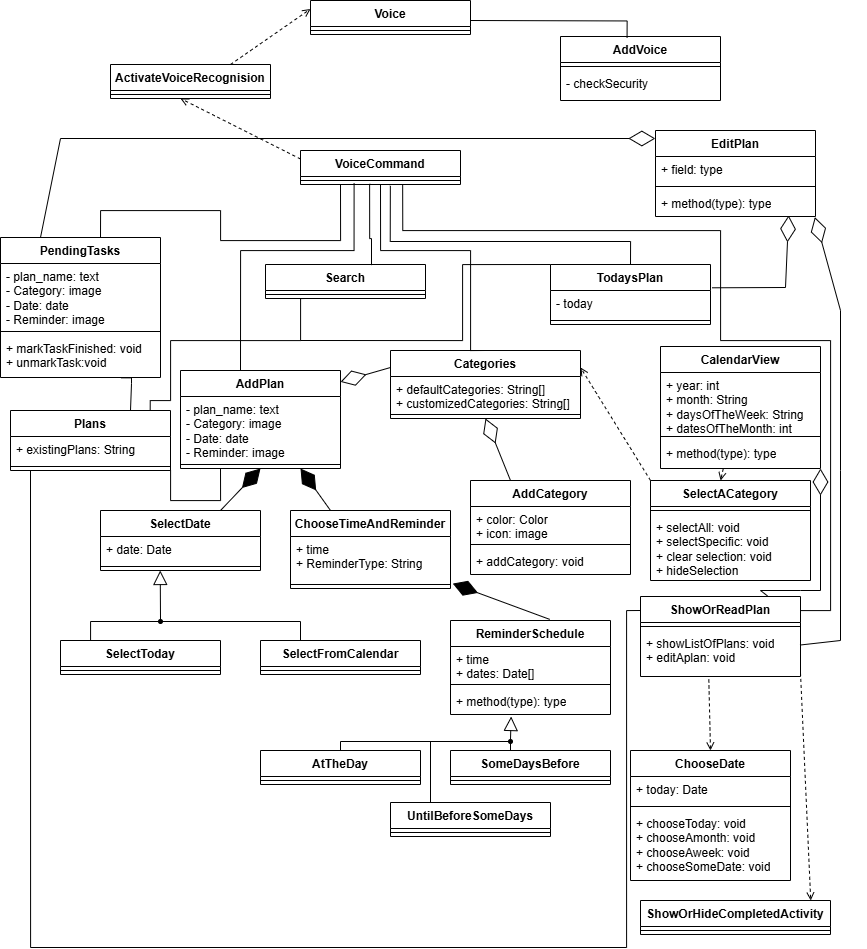 Voice
AddVoice
- checkSecurity
ActivateVoiceRecognision
VoiceCommand
EditPlan
+ field: type
+ method(type): type
PendingTasks
- plan_name: text
- Category: image
- Date: date
- Reminder: image
+ markTaskFinished: void
+ unmarkTask:void
Search
TodaysPlan
- today
Plans
+ existingPlans: String
AddPlan
- plan_name: text
- Category: image
- Date: date
- Reminder: image
Categories
+ defaultCategories: String[]
+ customizedCategories: String[]
CalendarView
+ year: int
+ month: String
+ daysOfTheWeek: String
+ datesOfTheMonth: int
+ method(type): type
SelectDate
+ date: Date
ChooseTimeAndReminder
+ time
+ ReminderType: String
AddCategory
+ color: Color
+ icon: image
+ addCategory: void
SelectACategory
+ selectAll: void
+ selectSpecific: void
+ clear selection: void
+ hideSelection
SelectToday
SelectFromCalendar
ReminderSchedule
+ time
+ dates: Date[]
+ method(type): type
ShowOrReadPlan
+ showListOfPlans: void
+ editAplan: void
AtTheDay
SomeDaysBefore
UntilBeforeSomeDays
ChooseDate
+ today: Date
+ chooseToday: void
+ chooseAmonth: void
+ chooseAweek: void
+ chooseSomeDate: void
ShowOrHideCompletedActivity